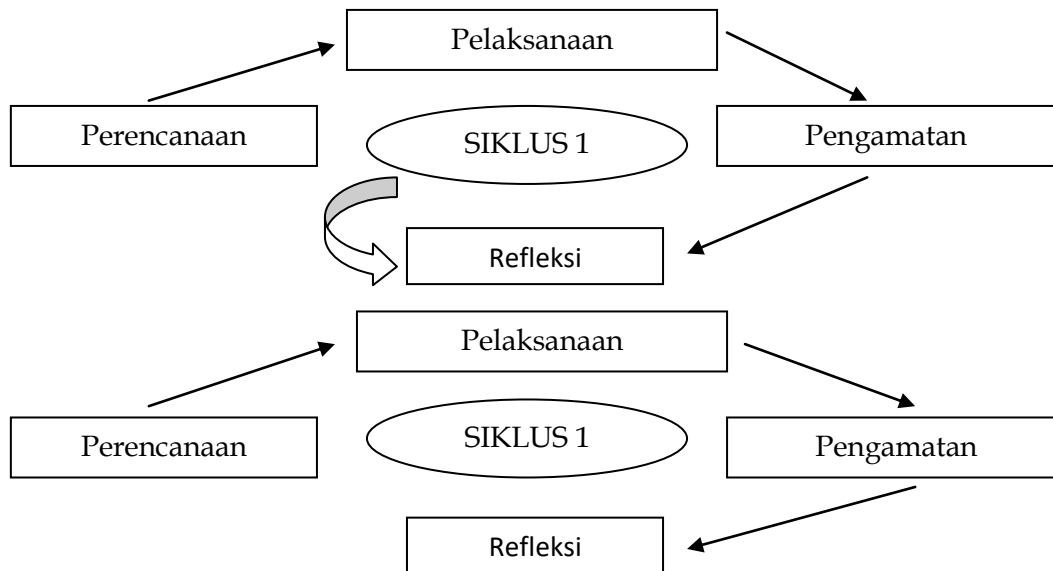 Pelaksanaan
Perencanaan
SIKLUS 1
Pengamatan
Refleksi
Pelaksanaan
Perencanaan
SIKLUS 1
Pengamatan
Refleksi